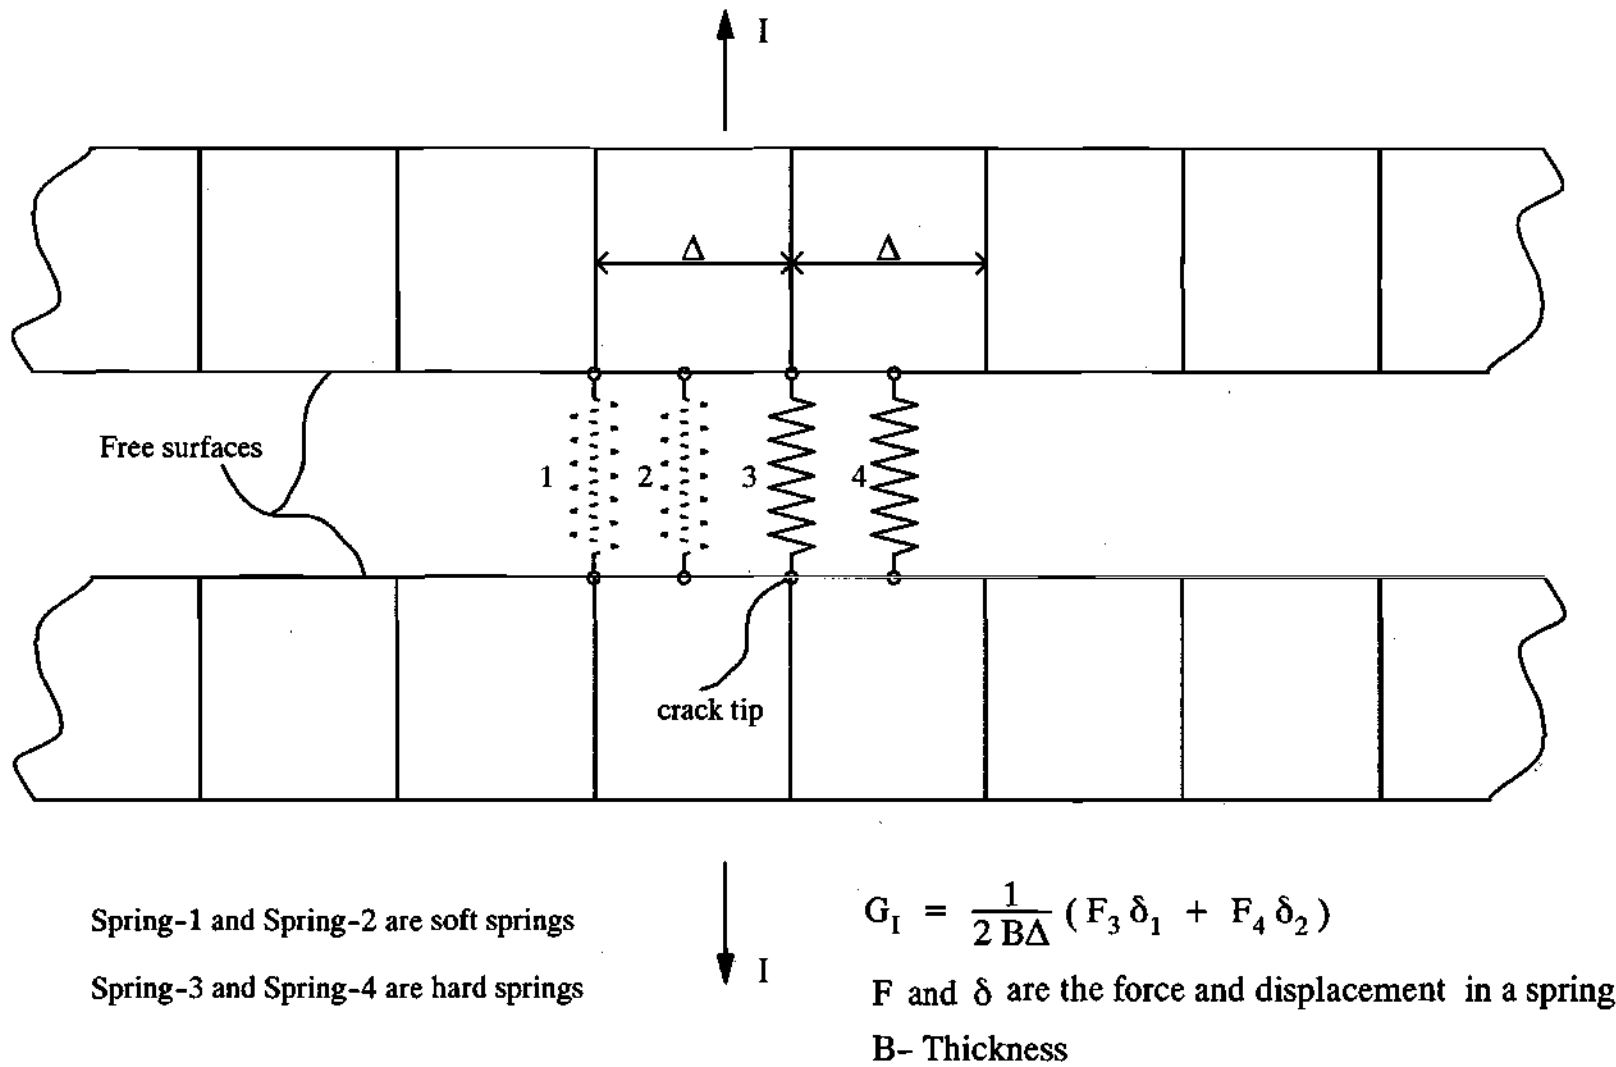 I
Δ Δ
Free surfaces
1 2 3 4
crack tip
Spring-1 and Spring-2 are soft springs
Spring-3 and Spring-4 are hard springs
I
G_I = 1/(2 BΔ) ( F_3 δ_1 + F_4 δ_2 )
F and δ are the force and displacement in a spring
B- Thickness